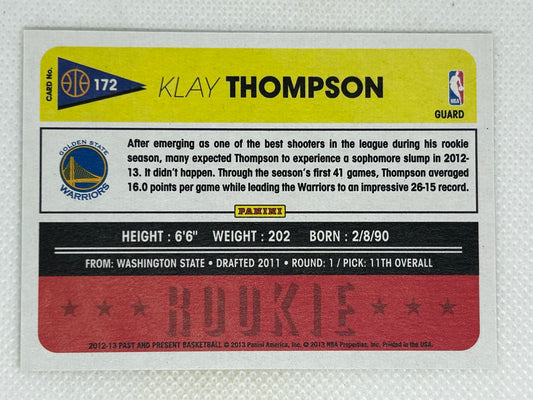 CARD No.
172
KLAY THOMPSON
NBA
GUARD
GOLDEN STATE
WARRIORS
After emerging as one of the best shooters in the league during his rookie
season, many expected Thompson to experience a sophomore slump in 2012-
13. It didn't happen. Through the season's first 41 games, Thompson averaged
16.0 points per game while leading the Warriors to an impressive 26-15 record.
PANINI
HEIGHT : 6'6" WEIGHT : 202 BORN : 2/8/90
FROM: WASHINGTON STATE • DRAFTED 2011 • ROUND: 1 / PICK: 11TH OVERALL
ROOKIE
2012-13 PAST AND PRESENT BASKETBALL © 2013 Panini America, Inc. © 2013 NBA Properties, Inc. Printed in the USA.